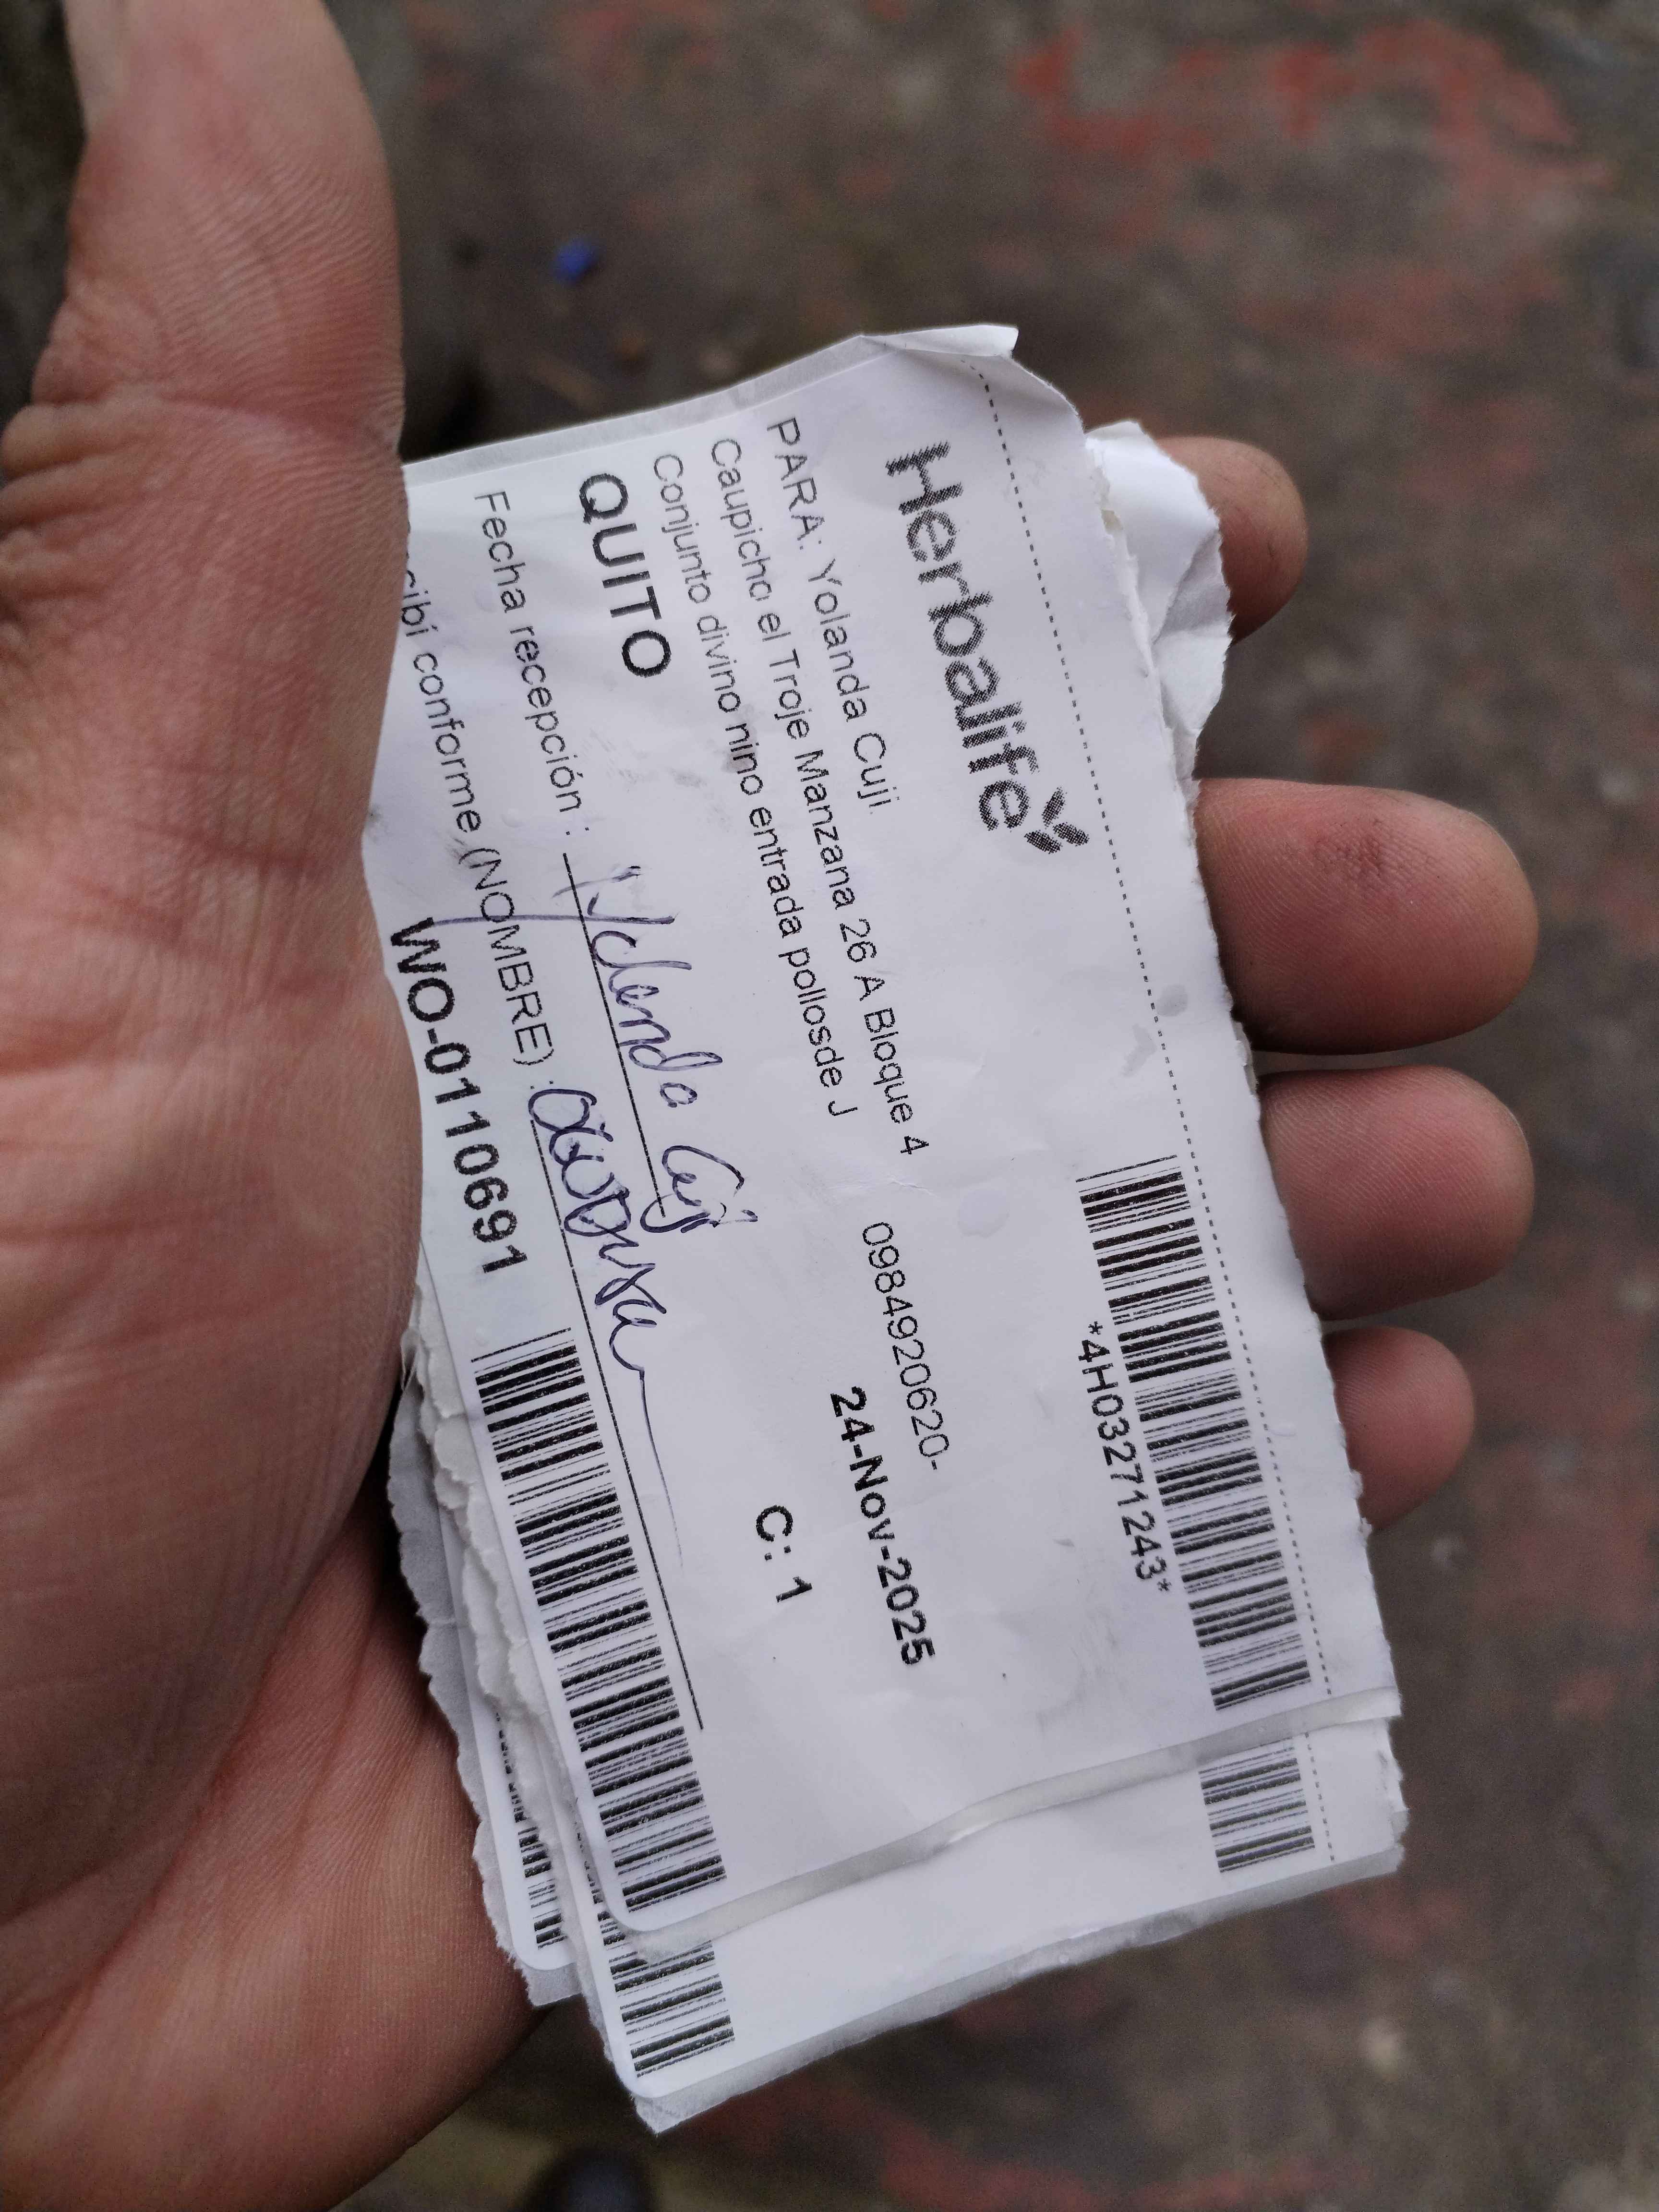 *4H03271243*
Herbalife
PARA: Yolanda Cuji
Caupicho el Troje Manzana 26 A Bloque 4 0984920620-
Conjunto divino nino entrada pollosde J
24-Nov-2025
QUITO
C: 1
Fecha recepción : Yolanda Cuji
cibí conforme (NOMBRE) :
WO-0110691